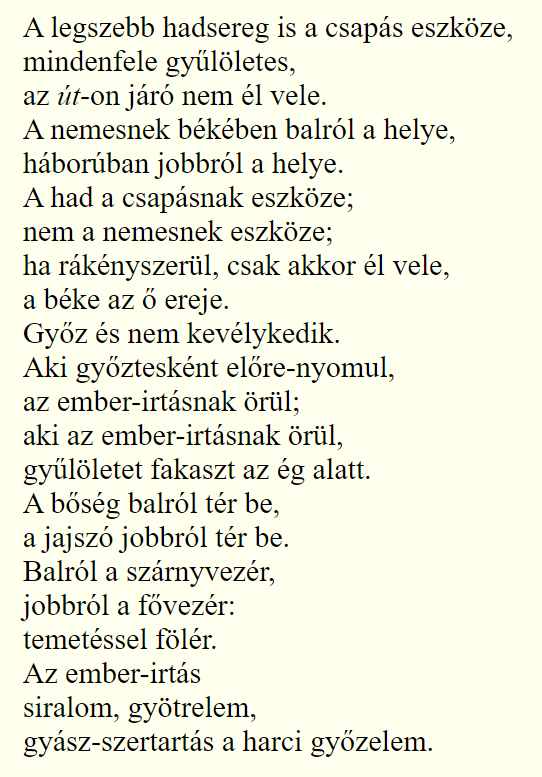 A legszebb hadsereg is a csapás eszköze,
mindenfele gyűlöletes,
az út-on járó nem él vele.
A nemesnek békében balról a helye,
háborúban jobbról a helye.
A had a csapásnak eszköze;
nem a nemesnek eszköze;
ha rákényszerül, csak akkor él vele,
a béke az ő ereje.
Győz és nem kevélykedik.
Aki győztesként előre-nyomul,
az ember-irtásnak örül;
aki az ember-irtásnak örül,
gyűlöletet fakaszt az ég alatt.
A bőség balról tér be,
a jajszó jobbról tér be.
Balról a szárnyvezér,
jobbról a fővezér:
temetéssel fölér.
Az ember-irtás
siralom, gyötrelem,
gyász-szertartás a harci győzelem.